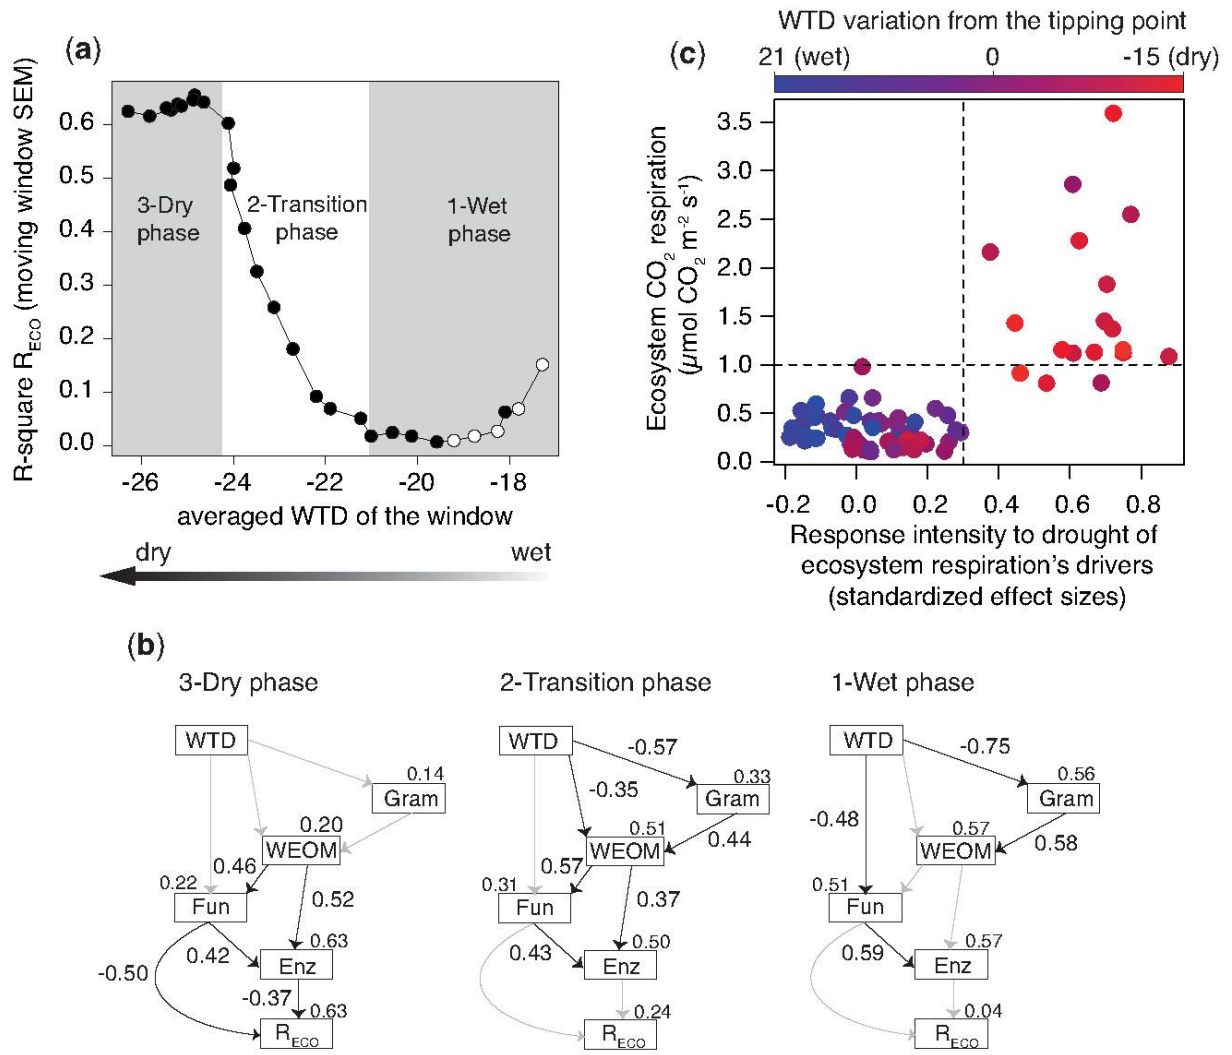 (a)
R-square R_ECO (moving window SEM)
0.6
0.5
0.4
0.3
0.2
0.1
0.0
3-Dry
phase
2-Transition
phase
1-Wet
phase
-26 -24 -22 -20 -18
averaged WTD of the window
dry wet
(c)
WTD variation from the tipping point
21 (wet) 0 -15 (dry)
Ecosystem CO₂ respiration
(µmol CO₂ m⁻² s⁻¹)
3.5
3.0
2.5
2.0
1.5
1.0
0.5
0.0
-0.2 0.0 0.2 0.4 0.6 0.8
Response intensity to drought of
ecosystem respiration's drivers
(standardized effect sizes)
(b)
3-Dry phase
WTD
0.14
Gram
0.20
WEOM
0.46
0.22
Fun
0.52
0.42
0.63
Enz
-0.50
-0.37
0.63
R_ECO
2-Transition phase
WTD
-0.57
-0.35
0.33
Gram
0.51
WEOM
0.44
0.57
0.31
Fun
0.37
0.43
0.50
Enz
0.24
R_ECO
1-Wet phase
WTD
-0.75
0.56
Gram
-0.48
0.57
WEOM
0.58
0.51
Fun
0.59
0.57
Enz
0.04
R_ECO